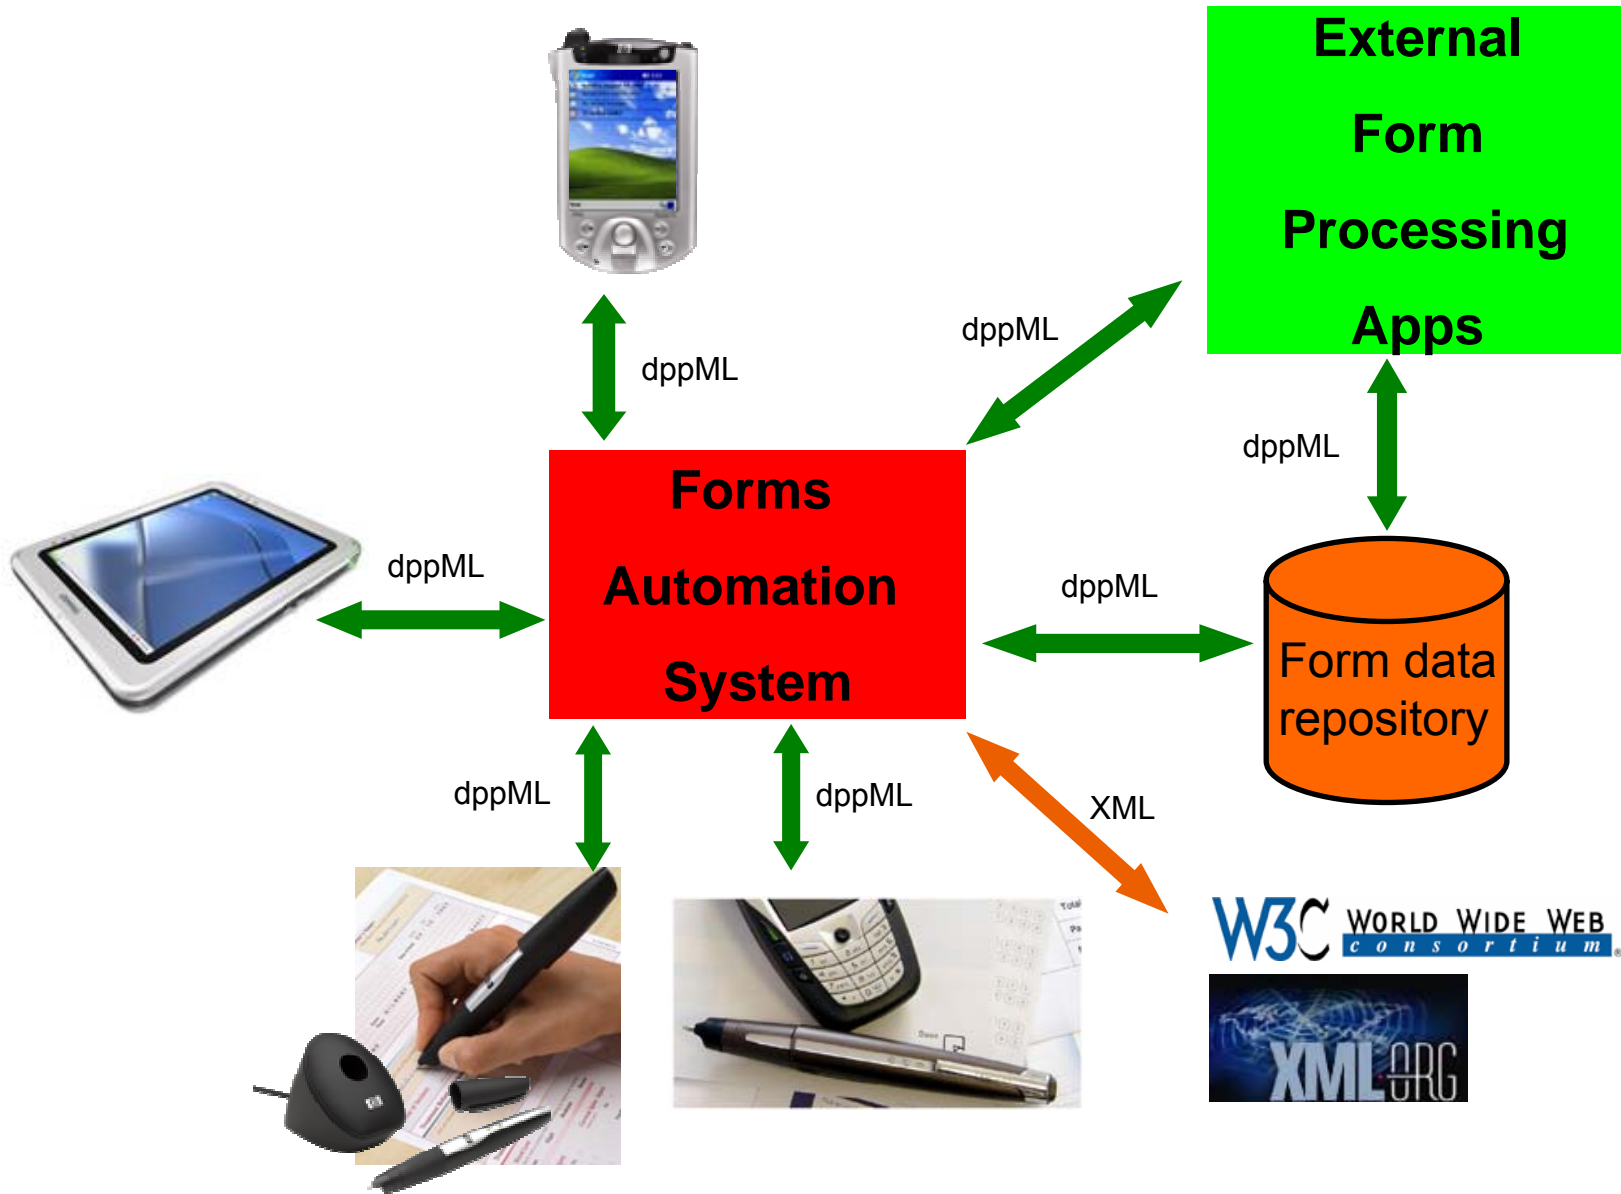 External
Form
Processing
Apps
dppML
dppML
dppML
Forms
Automation
System
dppML
dppML
Form data
repository
dppML
dppML
XML
W3C WORLD WIDE WEB
consortium®
XML.ORG